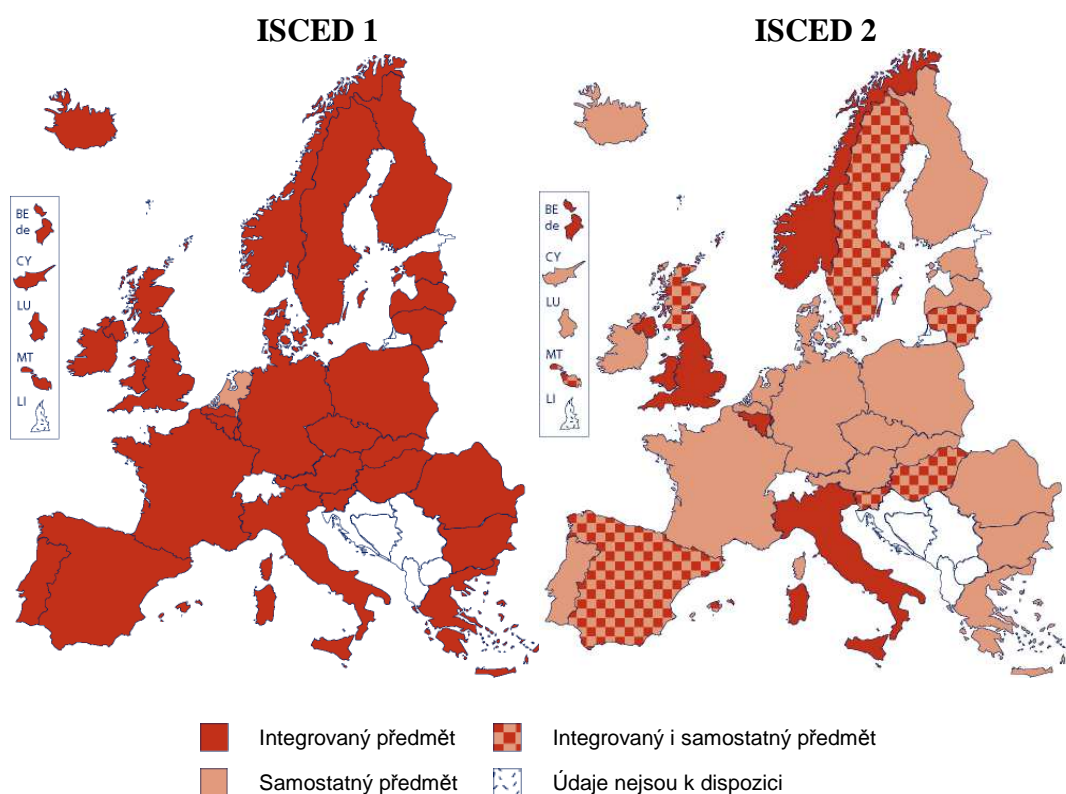 ISCED 1
ISCED 2
BE
de
CY
LU
MT
LI
BE
de
CY
LU
MT
LI
Integrovaný předmět
Integrovaný i samostatný předmět
Samostatný předmět
Údaje nejsou k dispozici